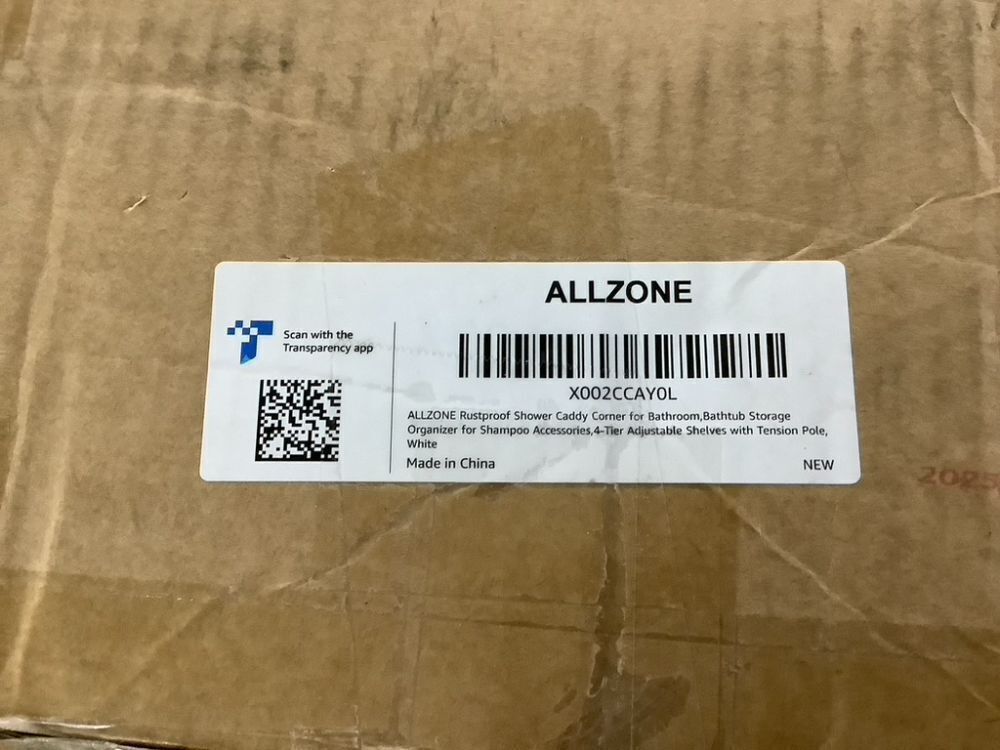 ALLZONE
Scan with the
Transparency app
X002CCAY0L
ALLZONE Rustproof Shower Caddy Corner for Bathroom,Bathtub Storage
Organizer for Shampoo Accessories,4-Tier Adjustable Shelves with Tension Pole,
White
Made in China
NEW
2025